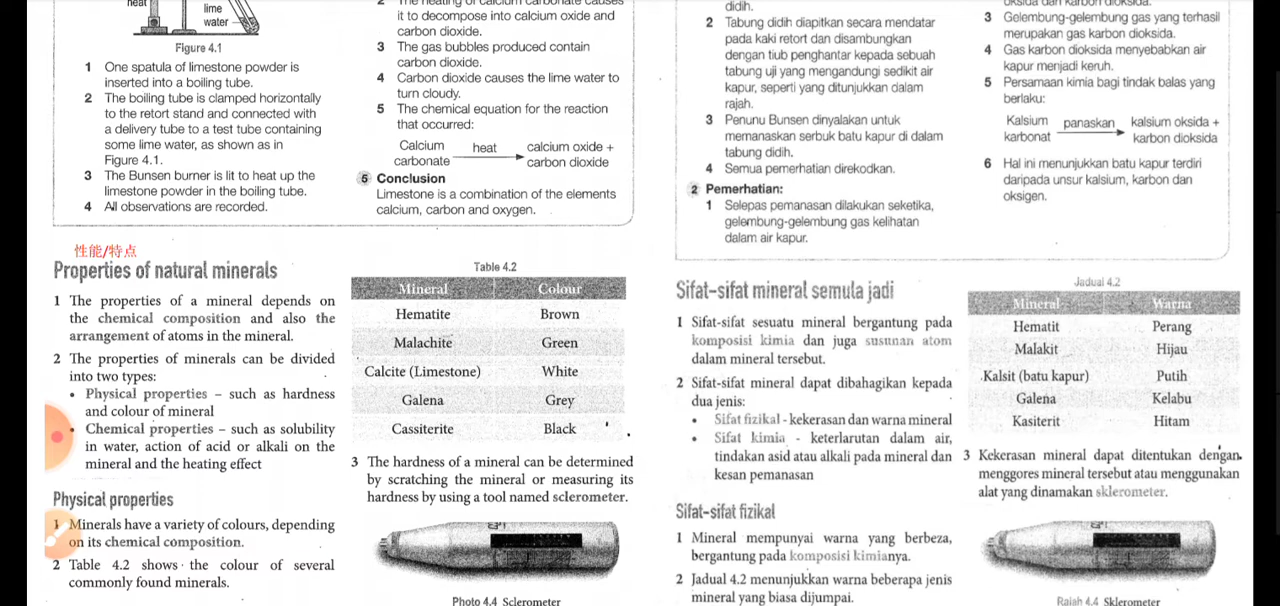 heat
lime
water
Figure 4.1
1 One spatula of limestone powder is
inserted into a boiling tube.
2 The boiling tube is clamped horizontally
to the retort stand and connected with
a delivery tube to a test tube containing
some lime water, as shown as in
Figure 4.1.
3 The Bunsen burner is lit to heat up the
limestone powder in the boiling tube.
4 All observations are recorded.
2 The heating of calcium carbonate causes
it to decompose into calcium oxide and
carbon dioxide.
3 The gas bubbles produced contain
carbon dioxide.
4 Carbon dioxide causes the lime water to
turn cloudy.
5 The chemical equation for the reaction
that occurred:
Calcium heat calcium oxide +
carbonate carbon dioxide
5 Conclusion
Limestone is a combination of the elements
calcium, carbon and oxygen.
性能/特点
Properties of natural minerals
1 The properties of a mineral depends on
the chemical composition and also the
arrangement of atoms in the mineral.
2 The properties of minerals can be divided
into two types:
• Physical properties – such as hardness
and colour of mineral
• Chemical properties – such as solubility
in water, action of acid or alkali on the
mineral and the heating effect
Physical properties
1 Minerals have a variety of colours, depending
on its chemical composition.
2 Table 4.2 shows the colour of several
commonly found minerals.
Table 4.2
Mineral Colour
Hematite Brown
Malachite Green
Calcite (Limestone) White
Galena Grey
Cassiterite Black
3 The hardness of a mineral can be determined
by scratching the mineral or measuring its
hardness by using a tool named sclerometer.
Photo 4.4 Sclerometer
didih.
2 Tabung didih diapitkan secara mendatar
pada kaki retort dan disambungkan
dengan tiub penghantar kepada sebuah
tabung uji yang mengandungi sedikit air
kapur, seperti yang ditunjukkan dalam
rajah.
3 Penunu Bunsen dinyalakan untuk
memanaskan serbuk batu kapur di dalam
tabung didih.
4 Semua pemerhatian direkodkan.
2 Pemerhatian:
1 Selepas pemanasan dilakukan seketika,
gelembung-gelembung gas kelihatan
dalam air kapur.
oksida dan karbon dioksida.
3 Gelembung-gelembung gas yang terhasil
merupakan gas karbon dioksida.
4 Gas karbon dioksida menyebabkan air
kapur menjadi keruh.
5 Persamaan kimia bagi tindak balas yang
berlaku:
Kalsium panaskan kalsium oksida +
karbonat karbon dioksida
6 Hal ini menunjukkan batu kapur terdiri
daripada unsur kalsium, karbon dan
oksigen.
Sifat-sifat mineral semula jadi
1 Sifat-sifat sesuatu mineral bergantung pada
komposisi kimia dan juga susunan atom
dalam mineral tersebut.
2 Sifat-sifat mineral dapat dibahagikan kepada
dua jenis:
• Sifat fizikal - kekerasan dan warna mineral
• Sifat kimia - keterlarutan dalam air,
tindakan asid atau alkali pada mineral dan
kesan pemanasan
Sifat-sifat fizikal
1 Mineral mempunyai warna yang berbeza,
bergantung pada komposisi kimianya.
2 Jadual 4.2 menunjukkan warna beberapa jenis
mineral yang biasa dijumpai.
Jadual 4.2
Mineral Warna
Hematit Perang
Malakit Hijau
Kalsit (batu kapur) Putih
Galena Kelabu
Kasiterit Hitam
3 Kekerasan mineral dapat ditentukan dengan
menggores mineral tersebut atau menggunakan
alat yang dinamakan sklerometer.
Rajah 4.4 Sklerometer